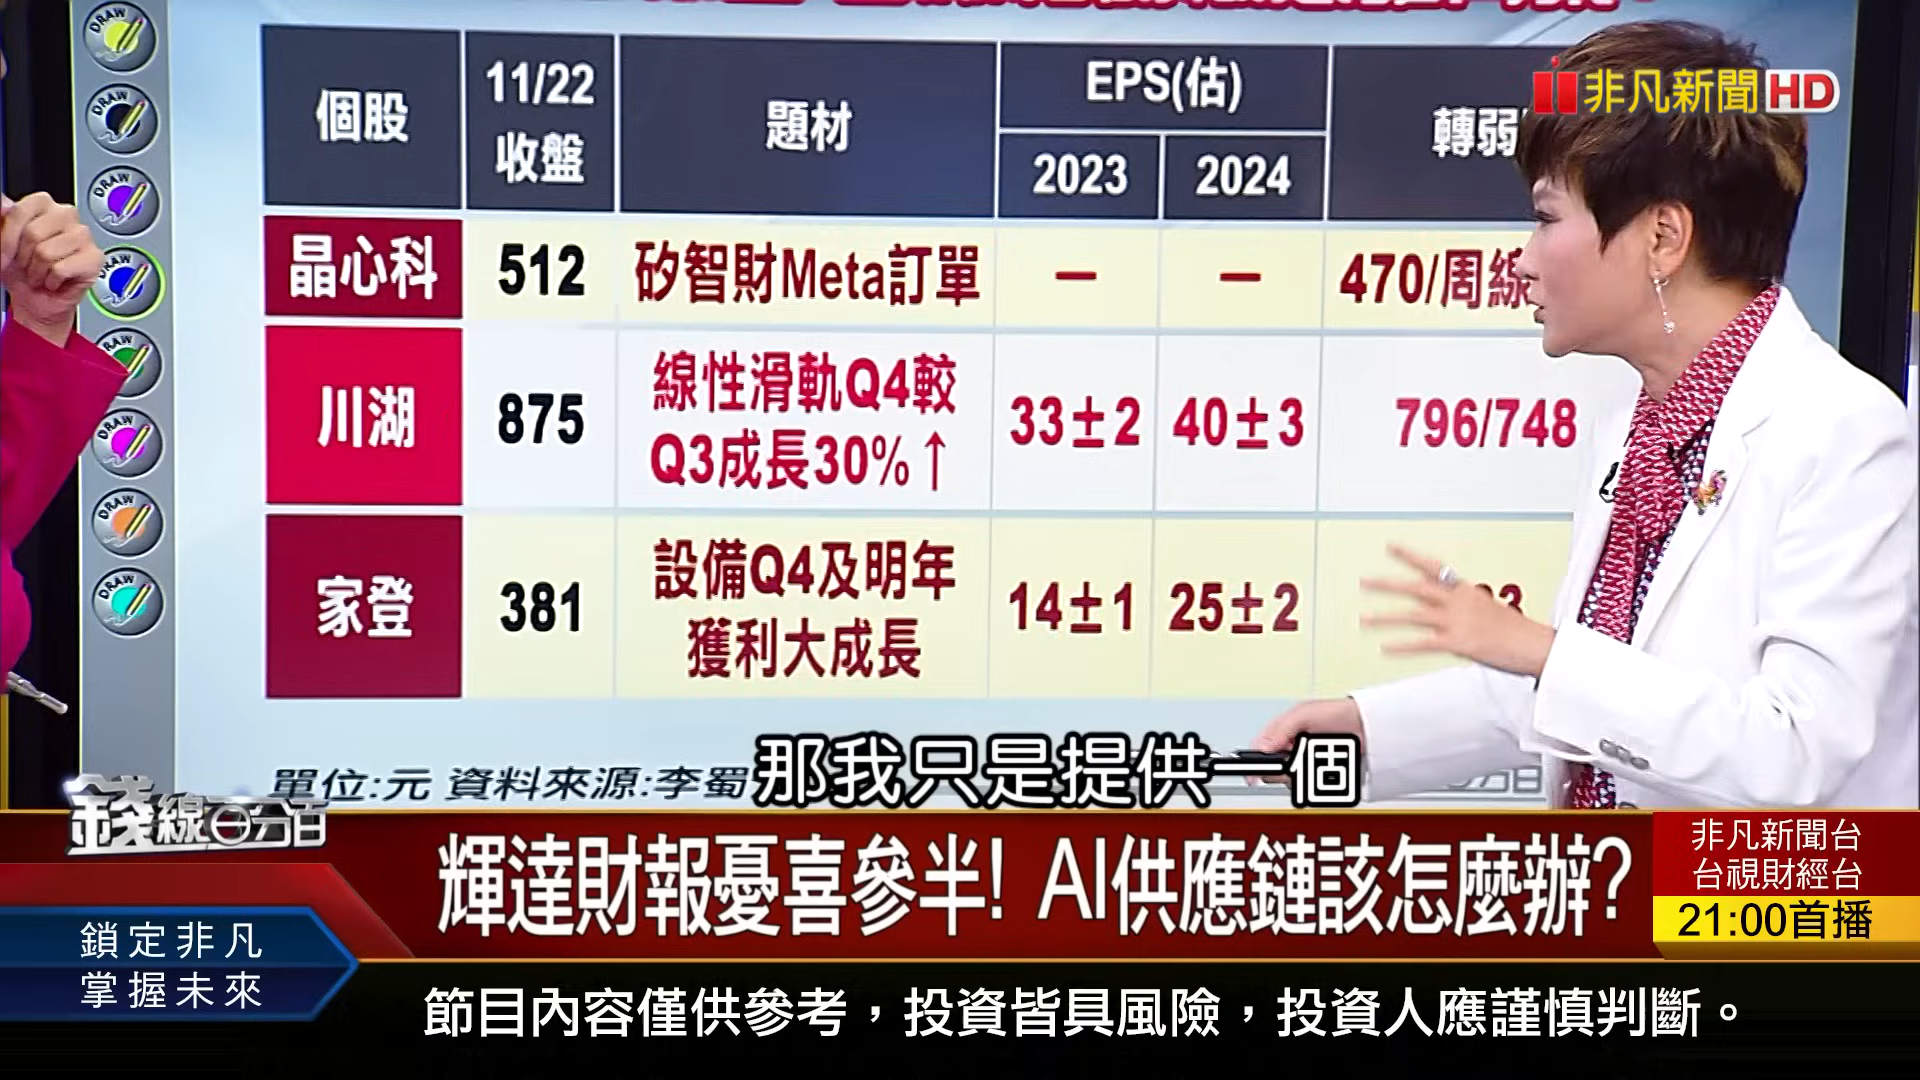 DRAW
DRAW
DRAW
DRAW
DRAW
DRAW
DRAW
DRAW
非凡新聞HD
個股
11/22
收盤
題材
EPS(估)
2023
2024
轉弱
晶心科
512
矽智財Meta訂單
—
—
470/周線
川湖
875
線性滑軌Q4較
Q3成長30%↑
33±2
40±3
796/748
家登
381
設備Q4及明年
獲利大成長
14±1
25±2
單位:元 資料來源:李蜀
那我只是提供一個
錢線百分百
輝達財報憂喜參半! AI供應鏈該怎麼辦?
非凡新聞台
台視財經台
21:00首播
鎖定非凡
掌握未來
節目內容僅供參考，投資皆具風險，投資人應謹慎判斷。